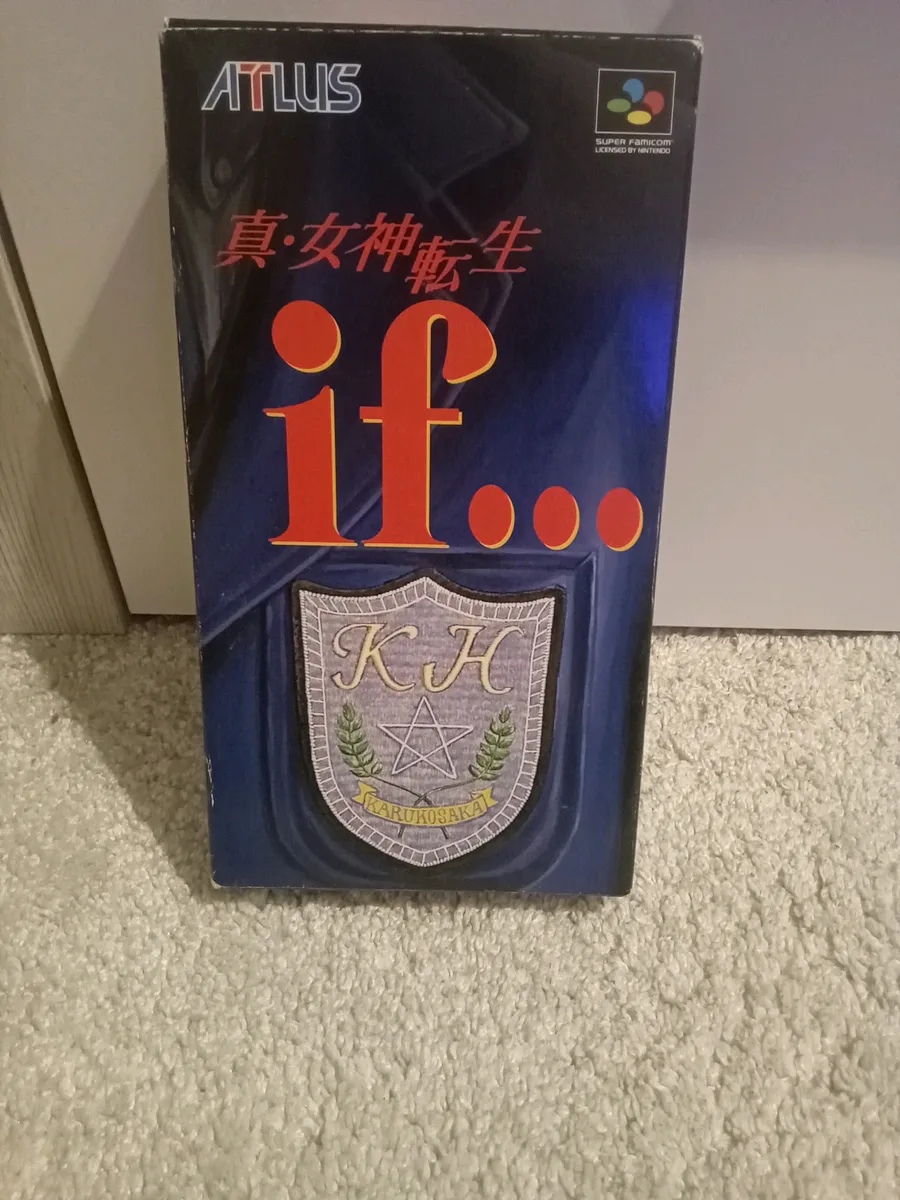 ATLUS
SUPER FAMICOM
LICENSED BY NINTENDO
真・女神転生
if...
KH
KARUKOSAKA